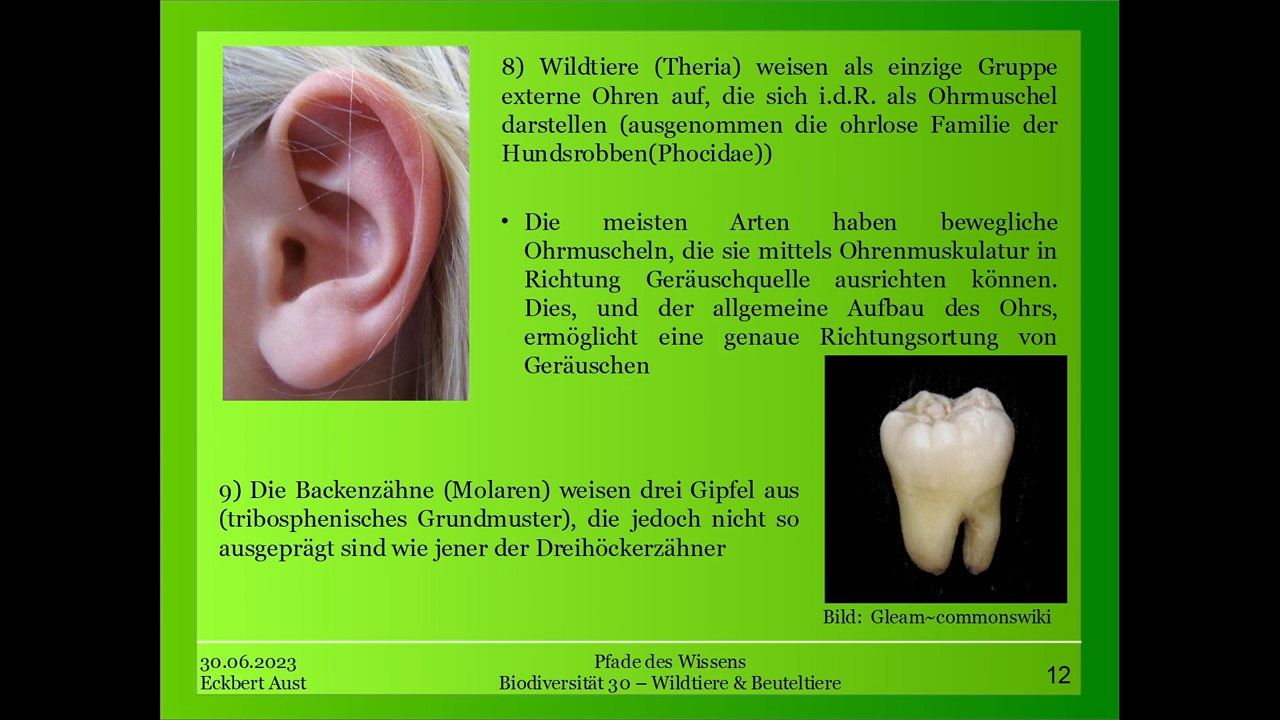 8) Wildtiere (Theria) weisen als einzige Gruppe
externe Ohren auf, die sich i.d.R. als Ohrmuschel
darstellen (ausgenommen die ohrlose Familie der
Hundsrobben(Phocidae))
• Die meisten Arten haben bewegliche
Ohrmuscheln, die sie mittels Ohrenmuskulatur in
Richtung Geräuschquelle ausrichten können.
Dies, und der allgemeine Aufbau des Ohrs,
ermöglicht eine genaue Richtungsortung von
Geräuschen
9) Die Backenzähne (Molaren) weisen drei Gipfel aus
(tribosphenisches Grundmuster), die jedoch nicht so
ausgeprägt sind wie jener der Dreihöckerzähner
Bild: Gleam~commonswiki
30.06.2023
Eckbert Aust
Pfade des Wissens
Biodiversität 30 – Wildtiere & Beuteltiere
12